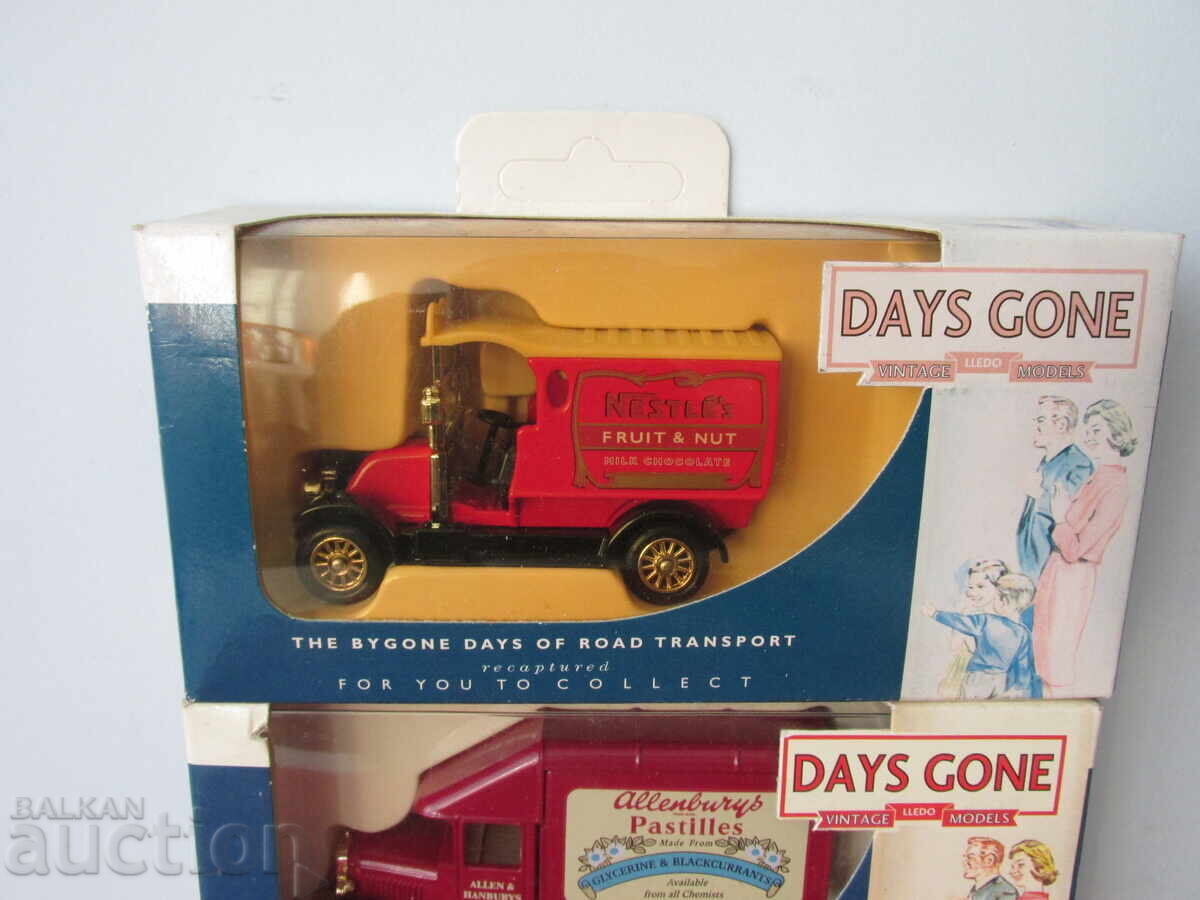 DAYS GONE
VINTAGE LLEDO MODELS
NESTLÉ'S
FRUIT & NUT
MILK CHOCOLATE
THE BYGONE DAYS OF ROAD TRANSPORT
recaptured
FOR YOU TO COLLECT
DAYS GONE
VINTAGE LLEDO MODELS
Allenburys
Pastilles
Made From
GLYCERINE & BLACKCURRANTS
Available
from all Chemists
ALLEN &
HANBURYS
BALKAN
auction